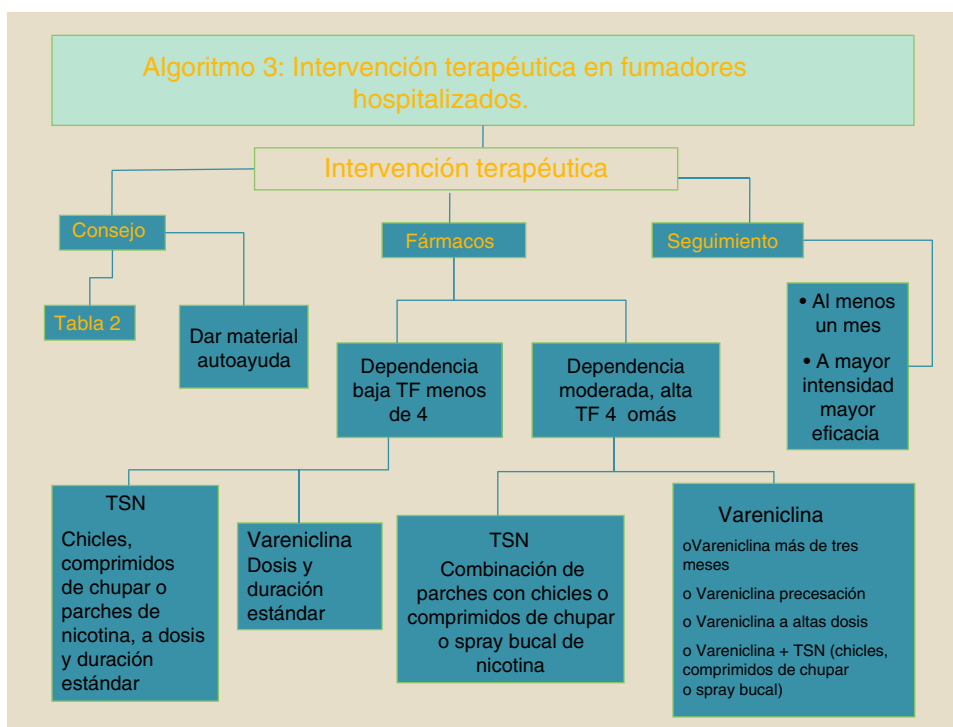 Algoritmo 3: Intervención terapéutica en fumadores
hospitalizados.
Intervención terapéutica
Consejo
Fármacos
Seguimiento
Tabla 2
Dar material
autoayuda
Dependencia
baja TF menos
de 4
Dependencia
moderada, alta
TF 4 omás
• Al menos
un mes
• A mayor
intensidad
mayor
eficacia
TSN
Chicles,
comprimidos
de chupar o
parches de
nicotina, a dosis
y duración
estándar
Vareniclina
Dosis y
duración
estándar
TSN
Combinación de
parches con chicles o
comprimidos de chupar
o spray bucal de
nicotina
Vareniclina
oVareniclina más de tres
meses
o Vareniclina precesación
o Vareniclina a altas dosis
o Vareniclina + TSN (chicles,
comprimidos de chupar
o spray bucal)